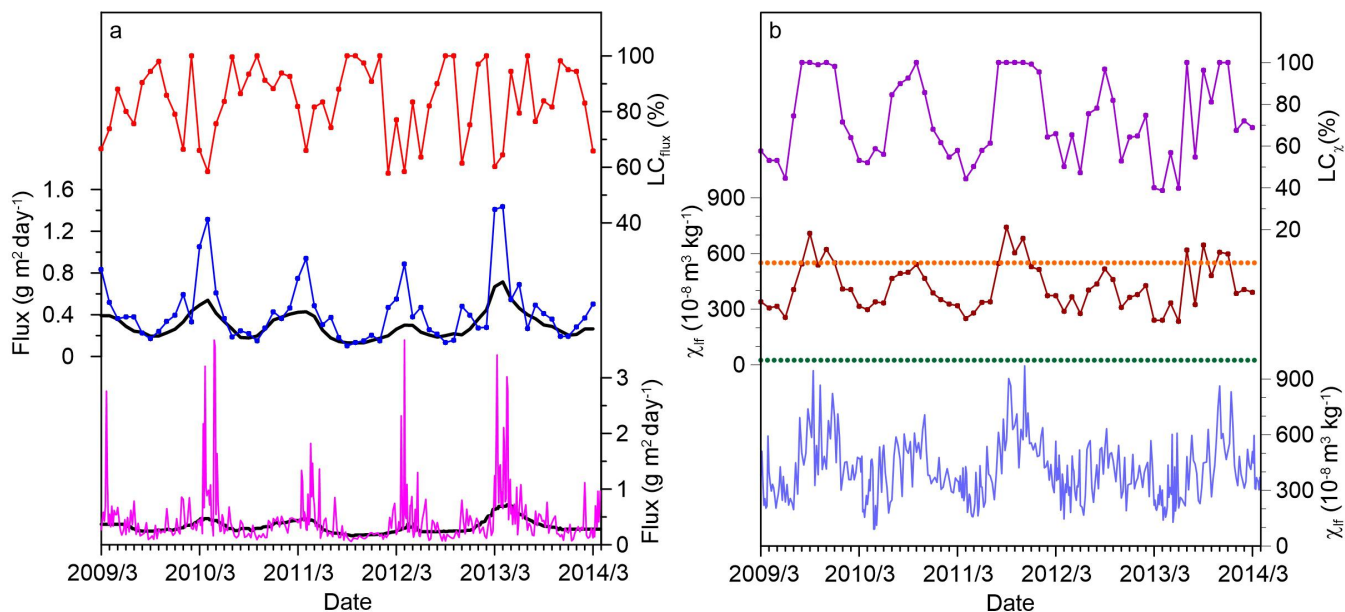 a
100
80
60
40
LC_flux (%)
1.6
1.2
0.8
0.4
0
Flux (g m² day⁻¹)
3
2
1
0
Flux (g m² day⁻¹)
2009/3 2010/3 2011/3 2012/3 2013/3 2014/3
Date
b
100
80
60
40
20
LC_χ (%)
900
600
300
0
χ_lf (10⁻⁸ m³ kg⁻¹)
900
600
300
0
χ_lf (10⁻⁸ m³ kg⁻¹)
2009/3 2010/3 2011/3 2012/3 2013/3 2014/3
Date